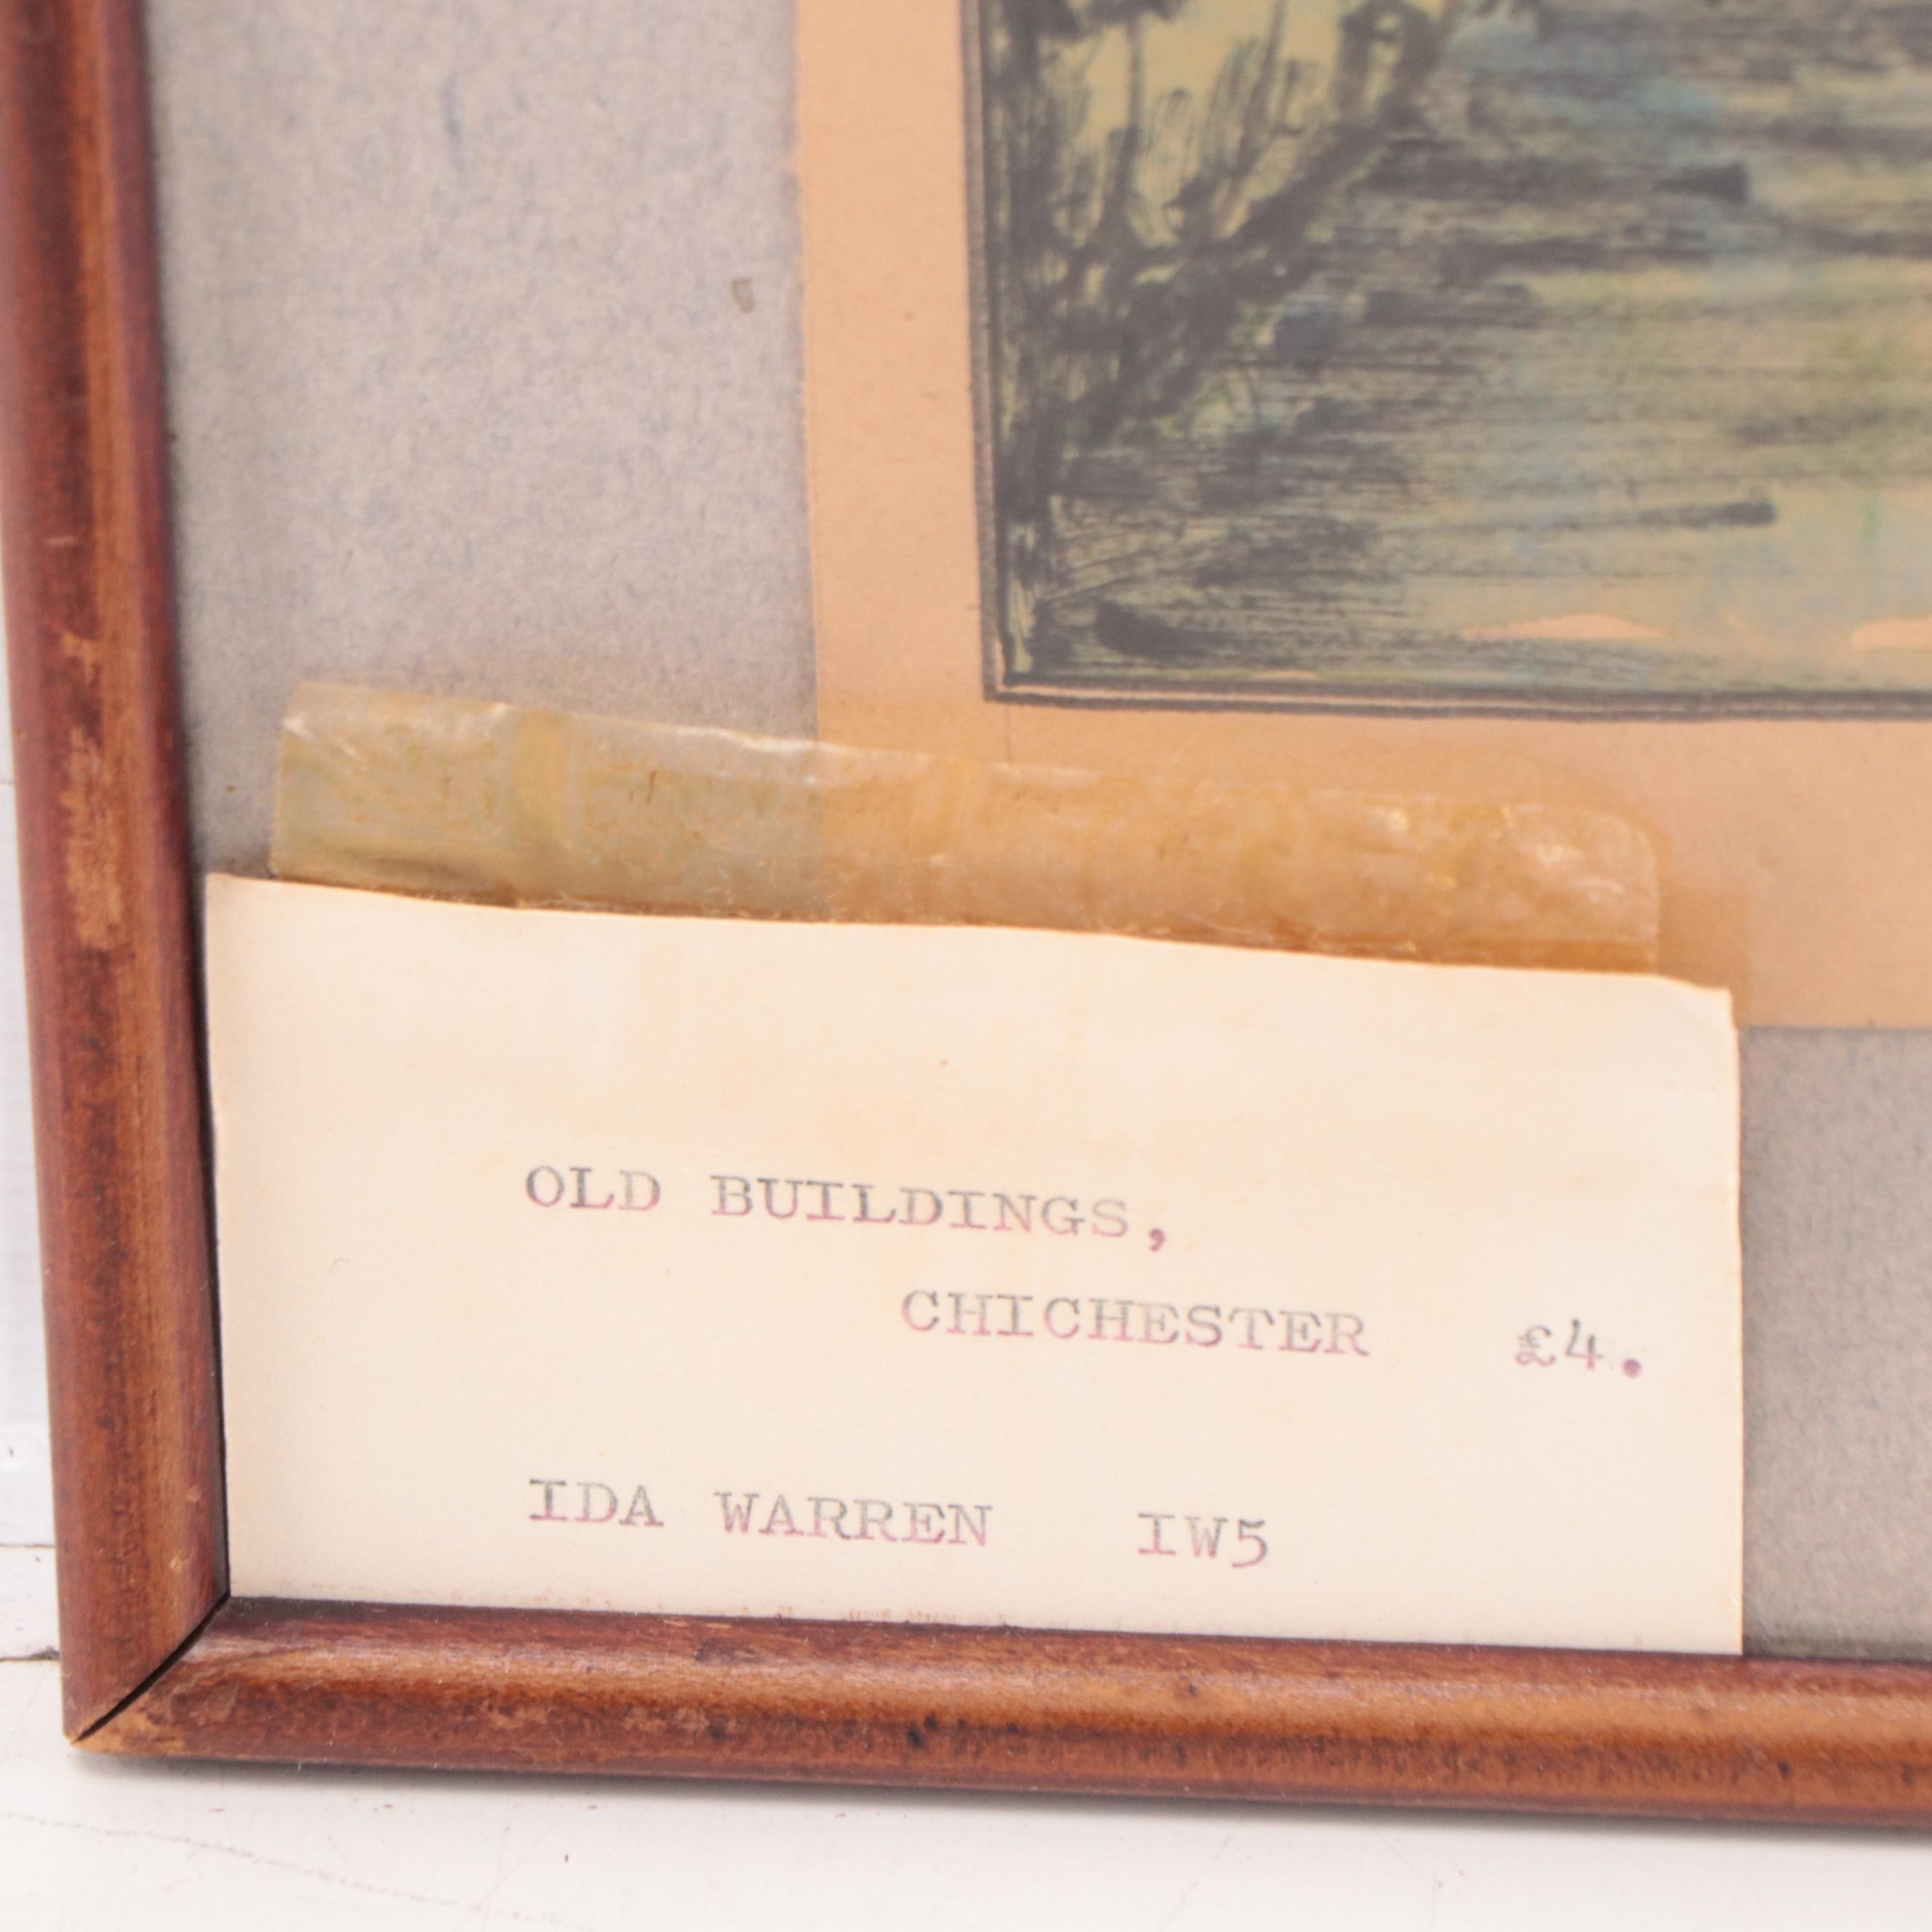 OLD BUILDINGS,
CHICHESTER £4.
IDA WARREN IW5